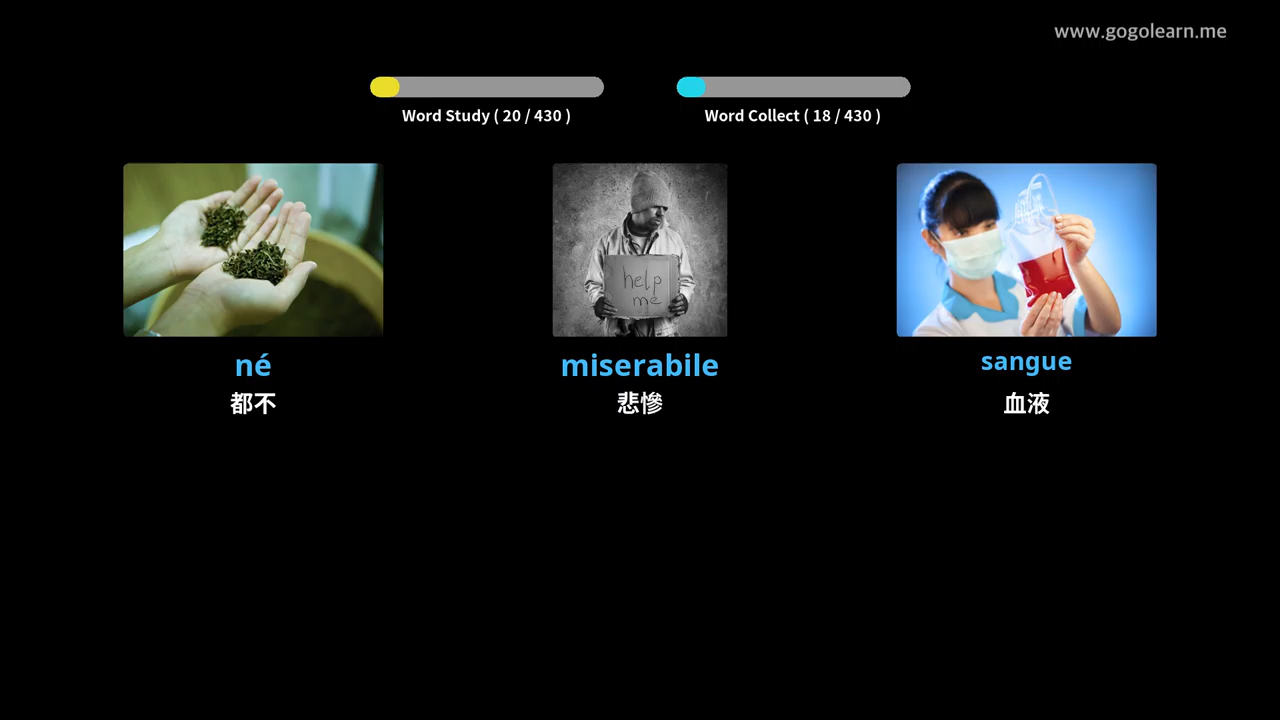 www.gogolearn.me
Word Study ( 20 / 430 )
Word Collect ( 18 / 430 )
help
me
né
都不
miserabile
悲慘
sangue
血液